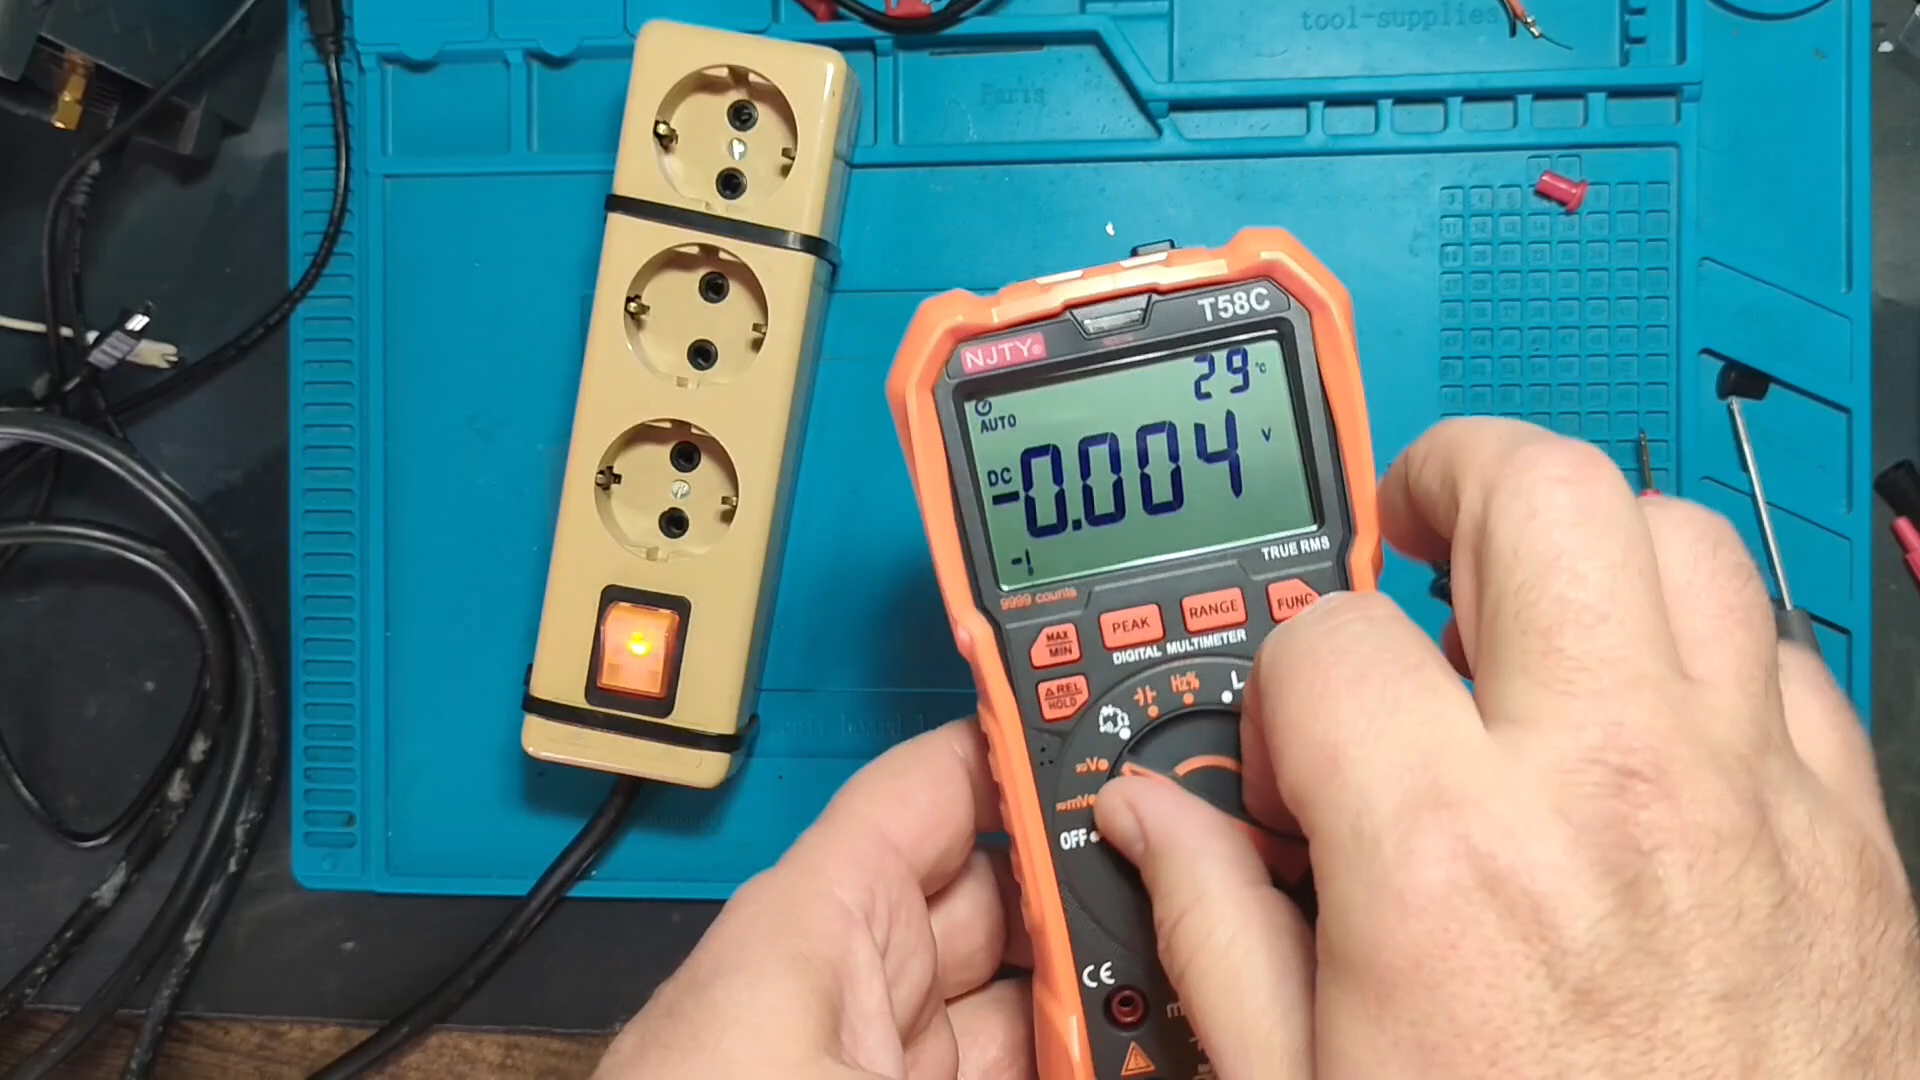 tool-supplies
Parts
T58C
NJTY®
29 °C
AUTO
DC -0.004 V
-1
TRUE RMS
9999 counts
PEAK
RANGE
FUNC
MAX
MIN
DIGITAL MULTIMETER
△REL
HOLD
Hz%
L
V
mV
OFF
CE